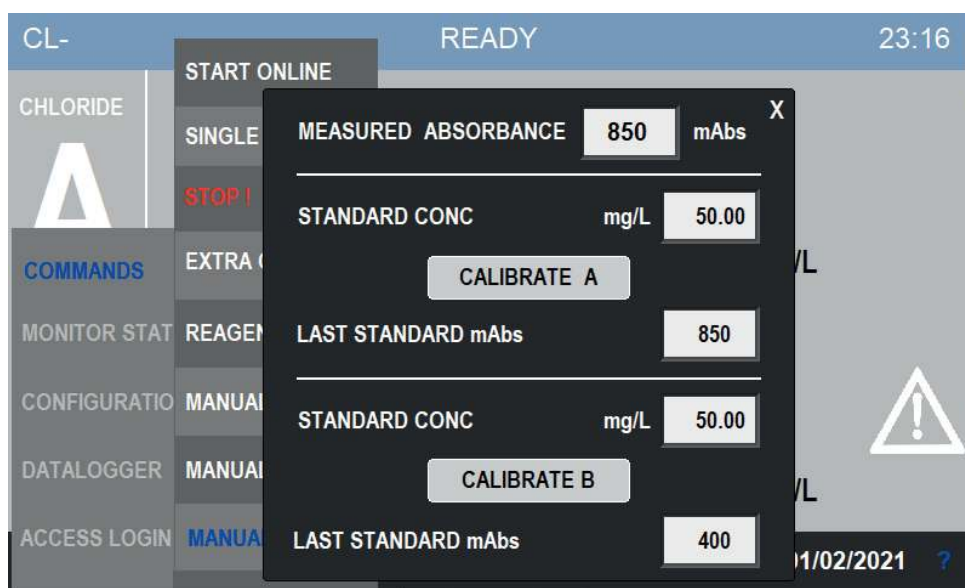 CL- READY 23:16
START ONLINE
CHLORIDE
A
SINGLE
STOP !
EXTRA
REAGEN
MANUAL
MANUAL
MANUA
COMMANDS
MONITOR STAT
CONFIGURATIO
DATALOGGER
ACCESS LOGIN
X
MEASURED ABSORBANCE 850 mAbs
STANDARD CONC mg/L 50.00
CALIBRATE A
LAST STANDARD mAbs 850
STANDARD CONC mg/L 50.00
CALIBRATE B
LAST STANDARD mAbs 400
/L
/L
01/02/2021 ?